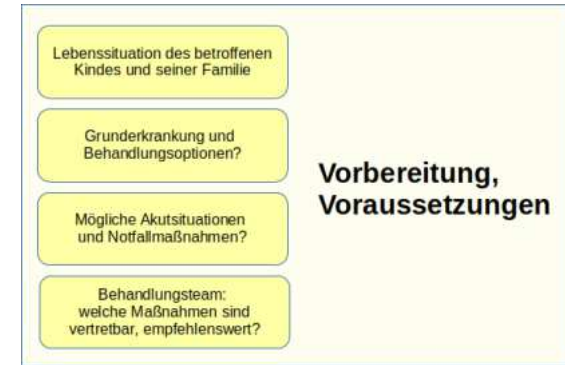 Lebenssituation des betroffenen
Kindes und seiner Familie
Grunderkrankung und
Behandlungsoptionen?
Mögliche Akutsituationen
und Notfallmaßnahmen?
Behandlungsteam:
welche Maßnahmen sind
vertretbar, empfehlenswert?
Vorbereitung,
Voraussetzungen